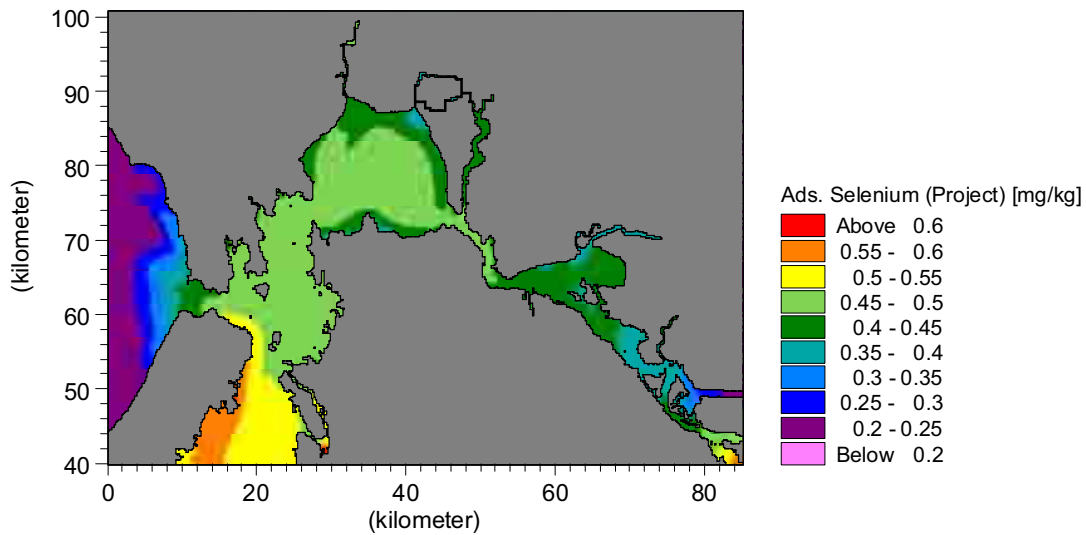 100
90
80
70
60
50
40
(kilometer)
0 20 40 60 80
(kilometer)
Ads. Selenium (Project) [mg/kg]
Above 0.6
0.55 - 0.6
0.5 - 0.55
0.45 - 0.5
0.4 - 0.45
0.35 - 0.4
0.3 - 0.35
0.25 - 0.3
0.2 - 0.25
Below 0.2